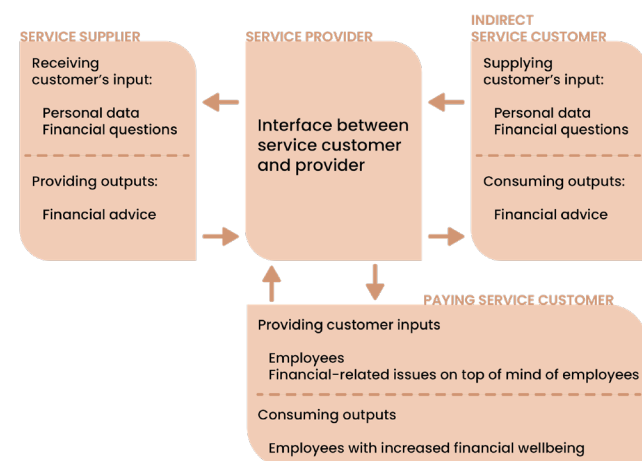 SERVICE SUPPLIER
Receiving
customer's input:
Personal data
Financial questions
Providing outputs:
Financial advice
SERVICE PROVIDER
Interface between
service customer
and provider
INDIRECT
SERVICE CUSTOMER
Supplying
customer's input:
Personal data
Financial questions
Consuming outputs:
Financial advice
PAYING SERVICE CUSTOMER
Providing customer inputs
Employees
Financial-related issues on top of mind of employees
Consuming outputs
Employees with increased financial wellbeing